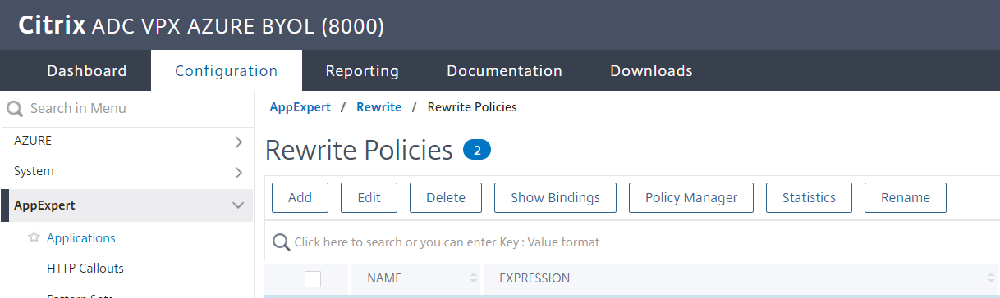 Citrix ADC VPX AZURE BYOL (8000)
Dashboard Configuration Reporting Documentation Downloads
Search in Menu
AZURE
System
AppExpert
Applications
HTTP Callouts
Pattern Sets
AppExpert / Rewrite / Rewrite Policies
Rewrite Policies 2
Add Edit Delete Show Bindings Policy Manager Statistics Rename
Click here to search or you can enter Key : Value format
NAME EXPRESSION